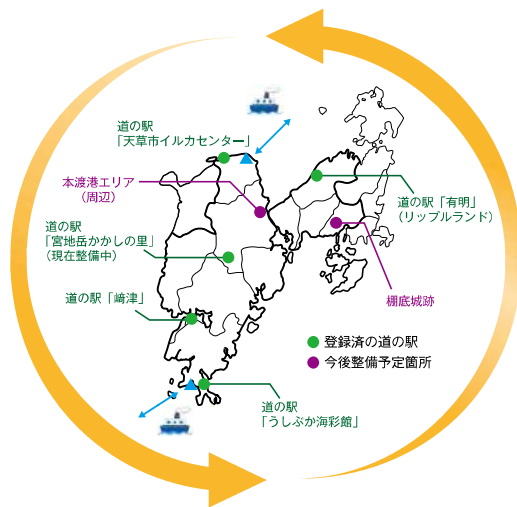 道の駅
「天草市イルカセンター」
本渡港エリア
（周辺）
道の駅「有明」
（リップルランド）
道の駅
「宮地岳かかしの里」
（現在整備中）
道の駅「﨑津」
棚底城跡
登録済の道の駅
今後整備予定箇所
道の駅
「うしぶか海彩館」